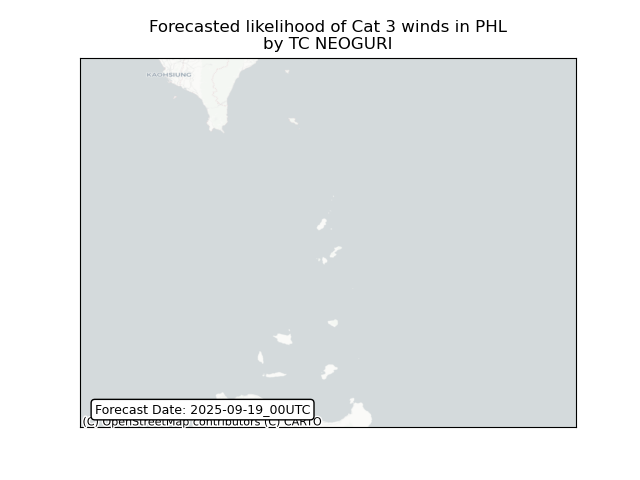 Forecasted likelihood of Cat 3 winds in PHL
by TC NEOGURI
KAOHSIUNG
Forecast Date: 2025-09-19_00UTC
(C) OpenStreetMap contributors (C) CARTO